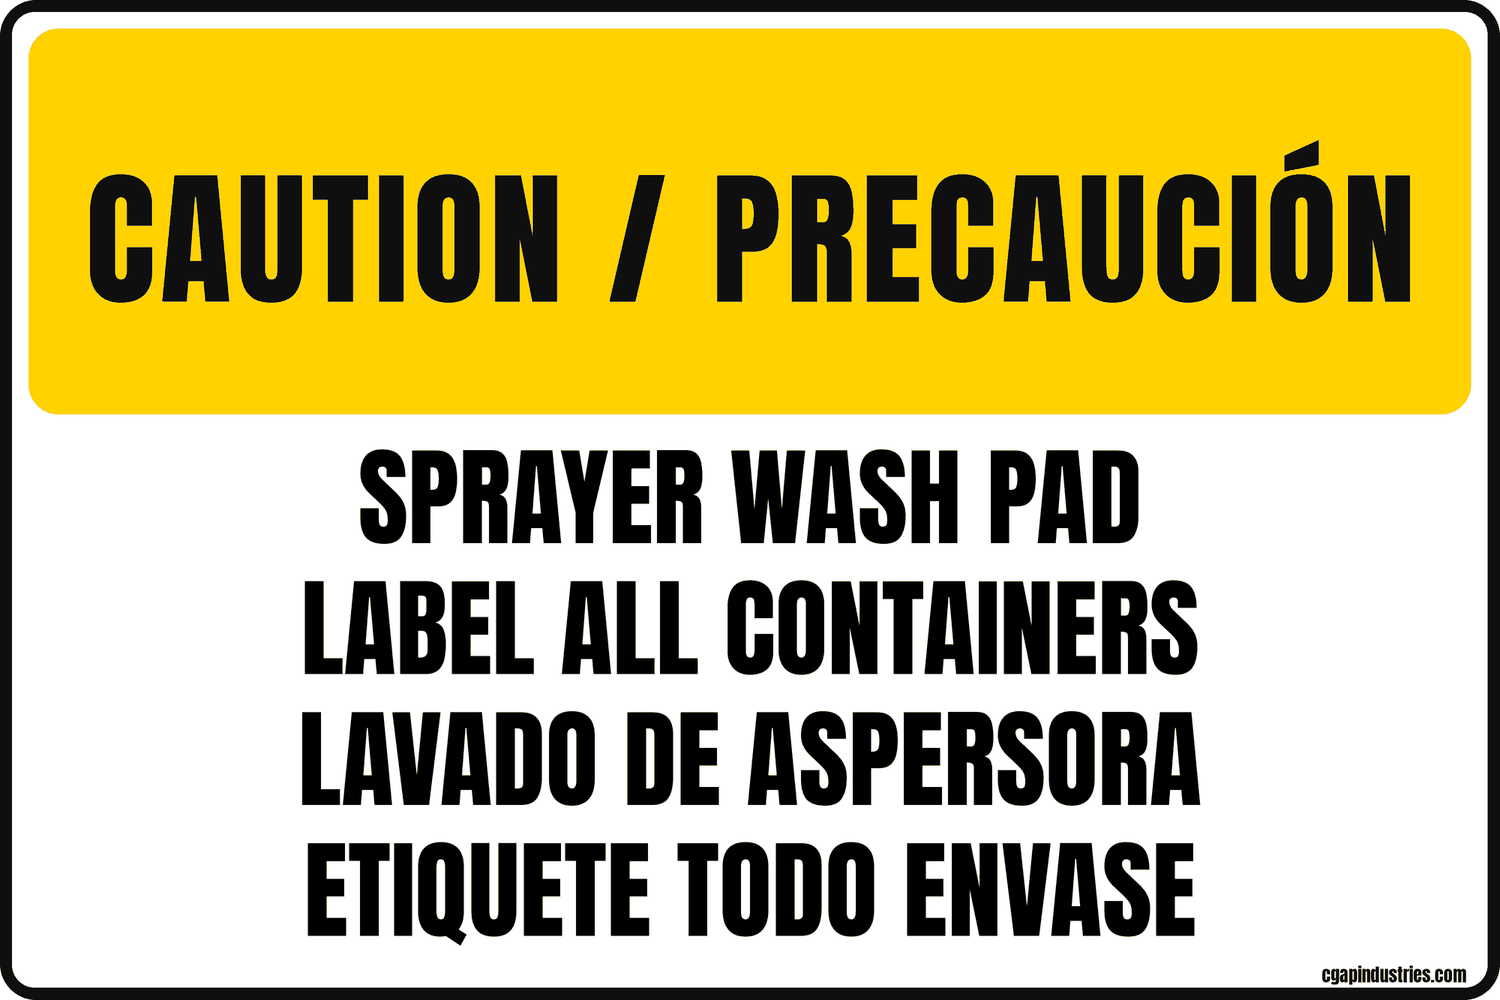 CAUTION / PRECAUCIÓN
SPRAYER WASH PAD
LABEL ALL CONTAINERS
LAVADO DE ASPERSORA
ETIQUETE TODO ENVASE
cgapindustries.com